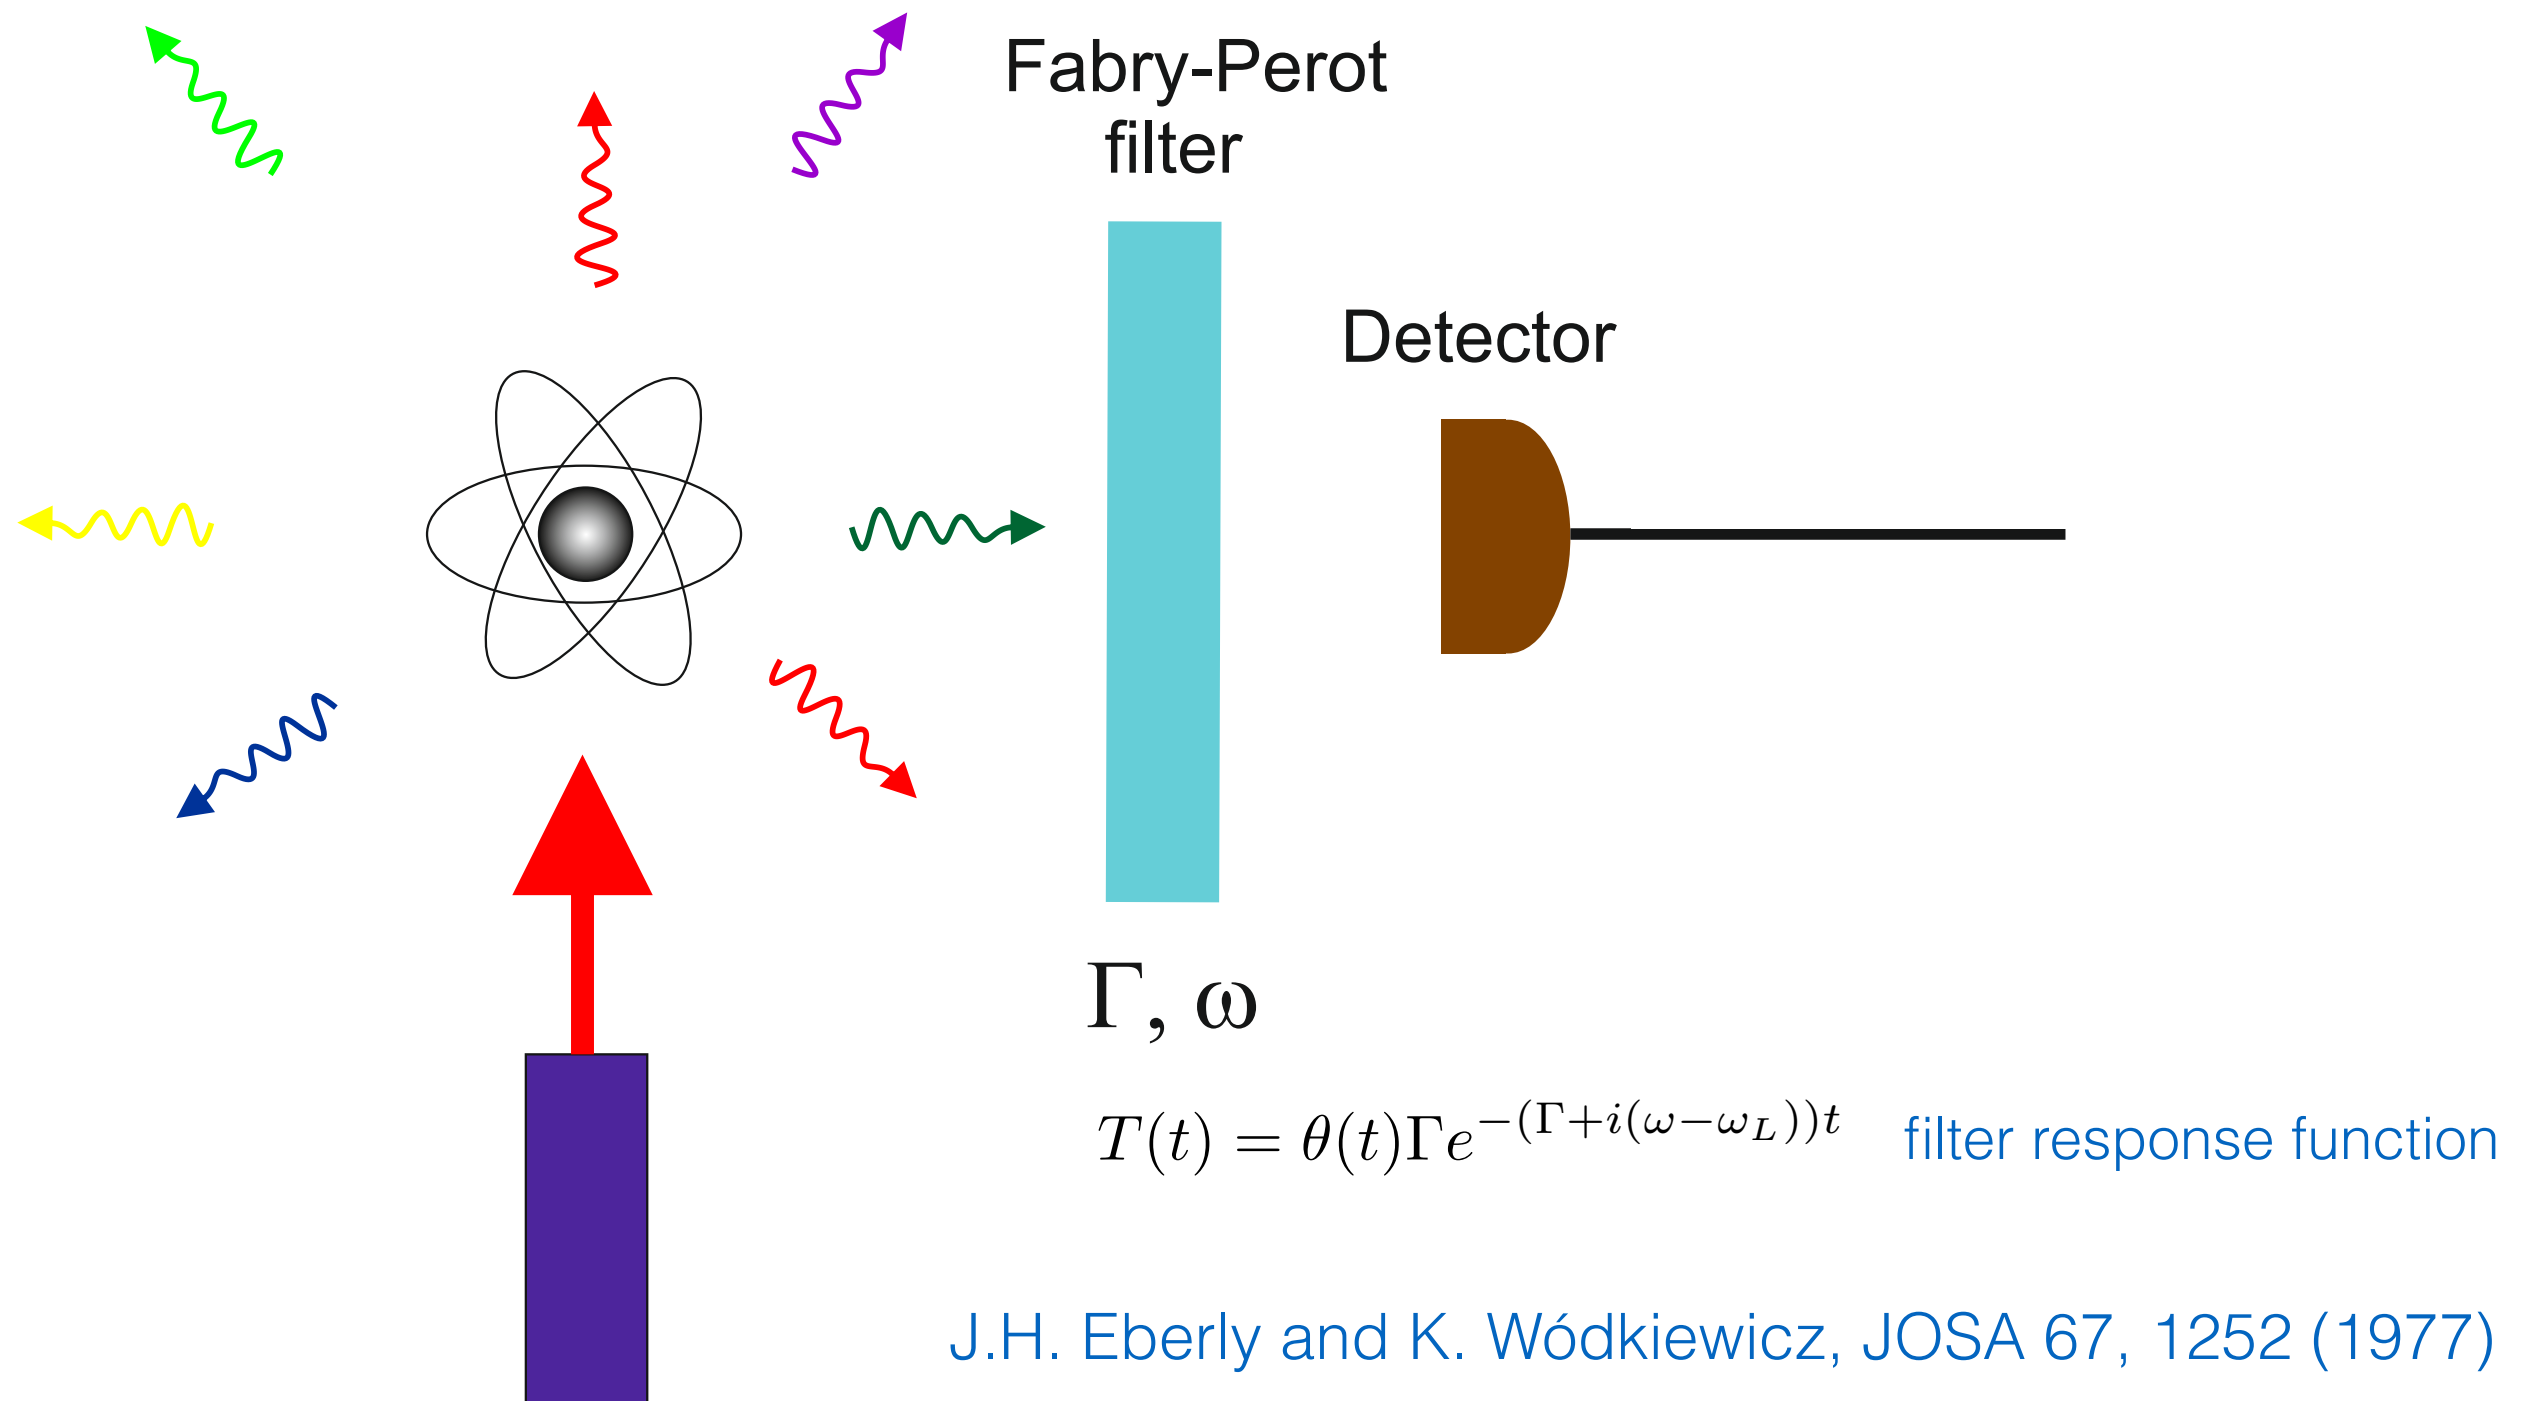 Fabry-Perot
filter
Detector
Γ, ω
T(t) = θ(t)Γe^{−(Γ+i(ω−ω_L))t} filter response function
J.H. Eberly and K. Wódkiewicz, JOSA 67, 1252 (1977)